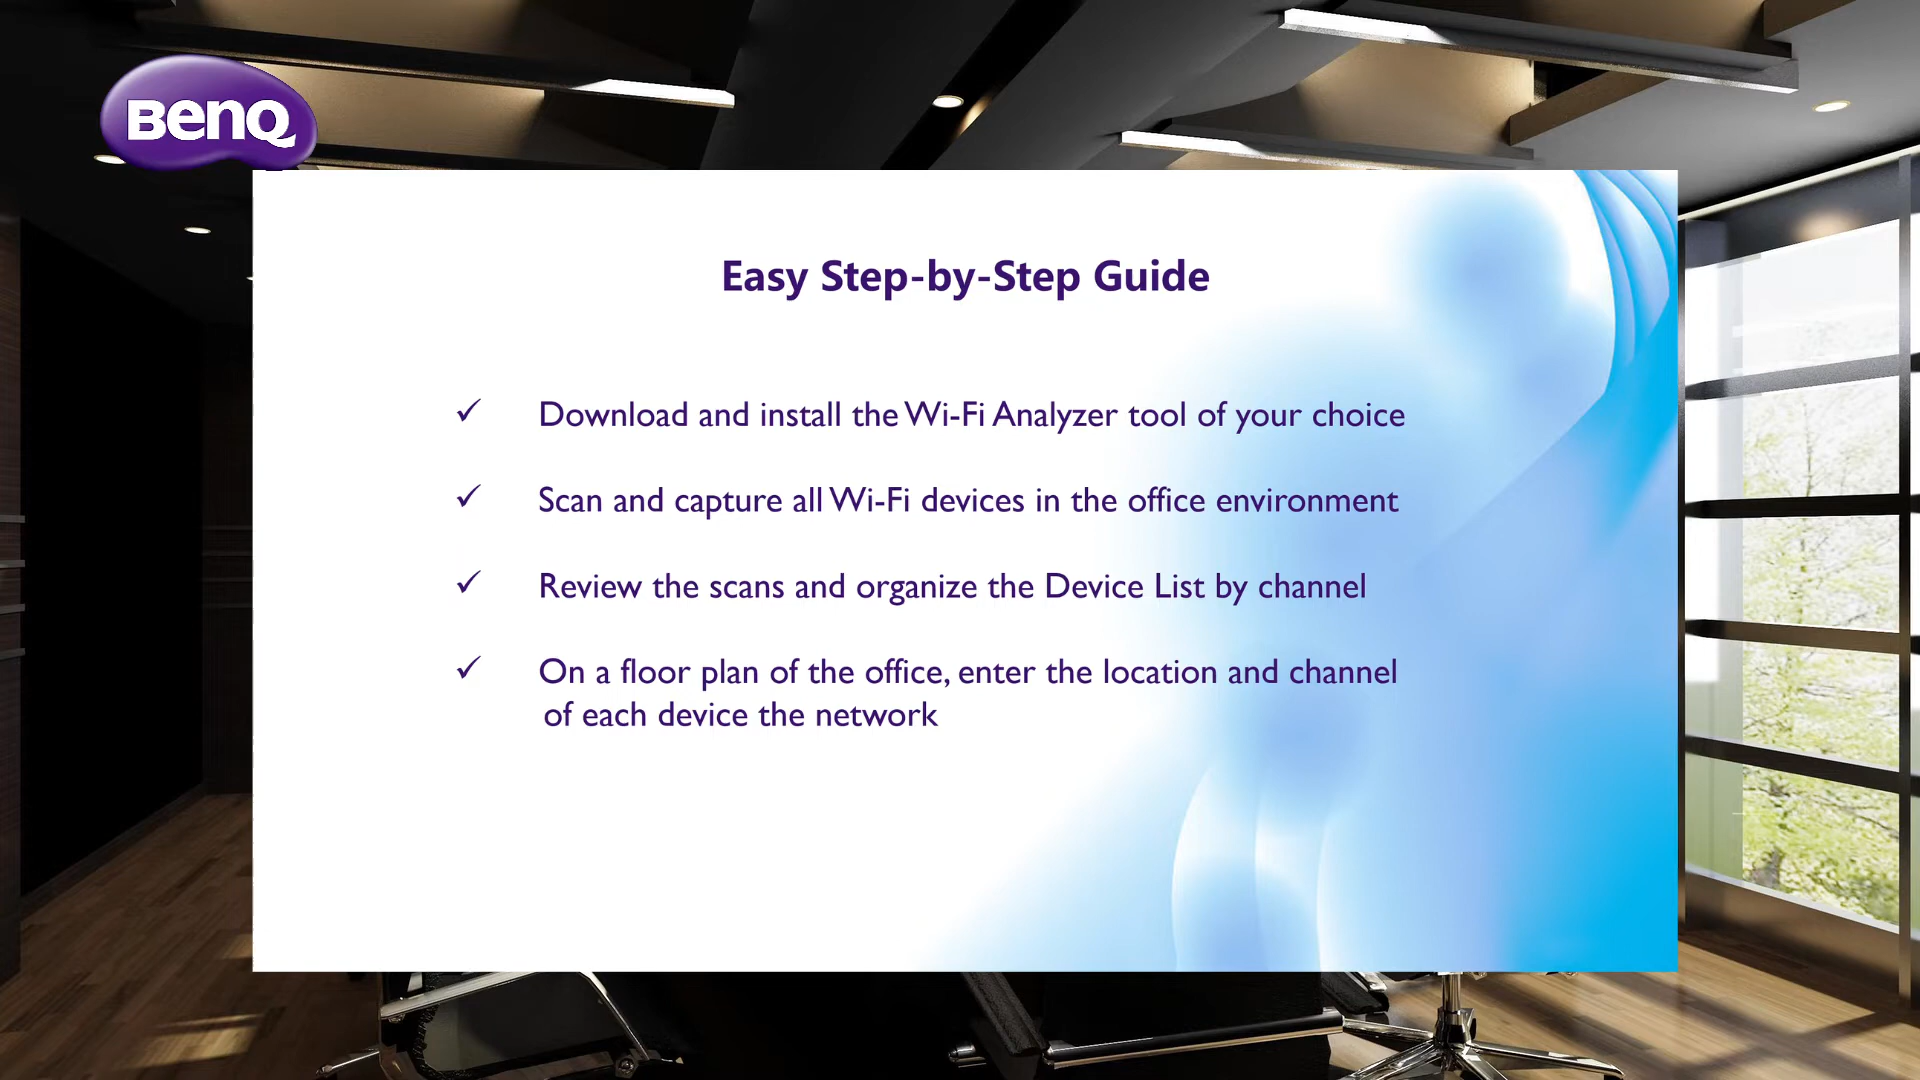 BenQ
Easy Step-by-Step Guide
✓ Download and install the Wi-Fi Analyzer tool of your choice
✓ Scan and capture all Wi-Fi devices in the office environment
✓ Review the scans and organize the Device List by channel
✓ On a floor plan of the office, enter the location and channel
of each device the network